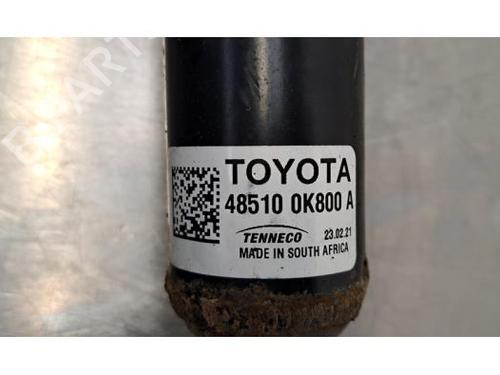 TOYOTA
48510 0K800 A
TENNECO 23.02.21
MADE IN SOUTH AFRICA